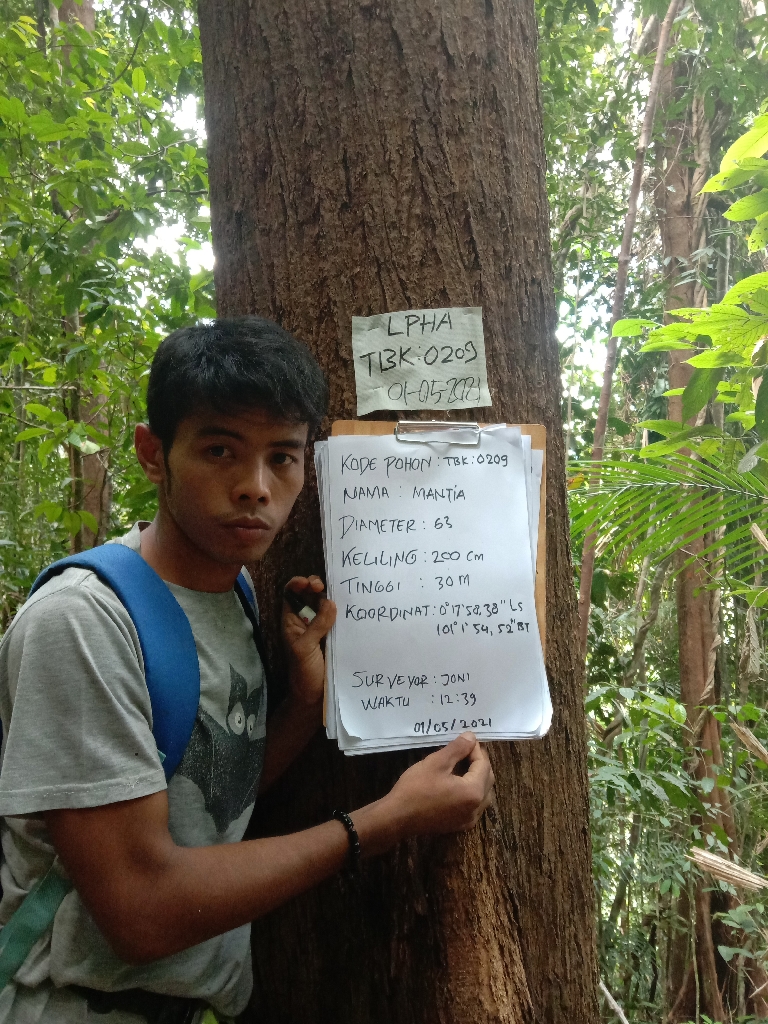 LPHA
TBK:0209
01-05-2021
KODE POHON : TBK:0209
NAMA : MANTIA
DIAMETER : 63
KELILING : 200 cm
TINGGI : 30 M
KOORDINAT: 0°17'58,38" LS
101°1'54,52" BT
SURVEYOR : JONI
WAKTU : 12:39
01/05/2021